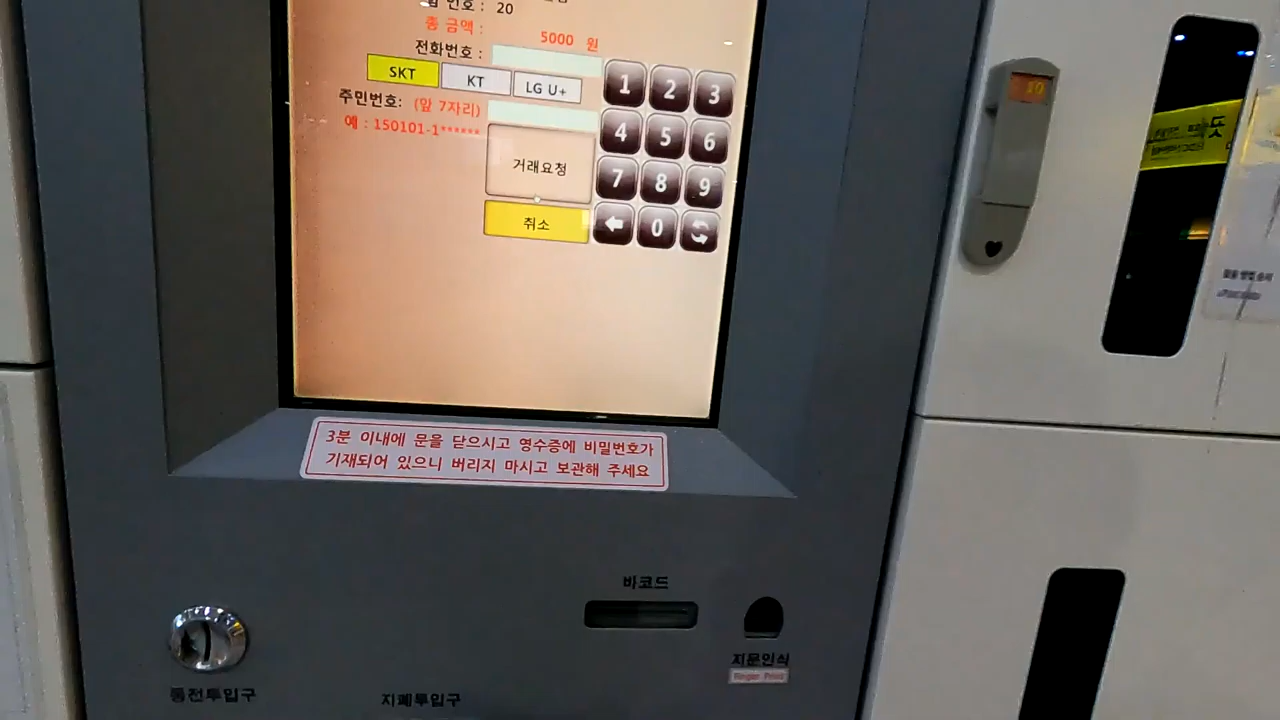 번호 : 20
총 금액 : 5000 원
전화번호 :
SKT KT LG U+
주민번호: (앞 7자리)
예 : 150101-1******
거래요청
취소
1 2 3
4 5 6
7 8 9
0
3분 이내에 문을 닫으시고 영수증에 비밀번호가
기재되어 있으니 버리지 마시고 보관해 주세요
바코드
지문인식
Finger Print
동전투입구
지폐투입구